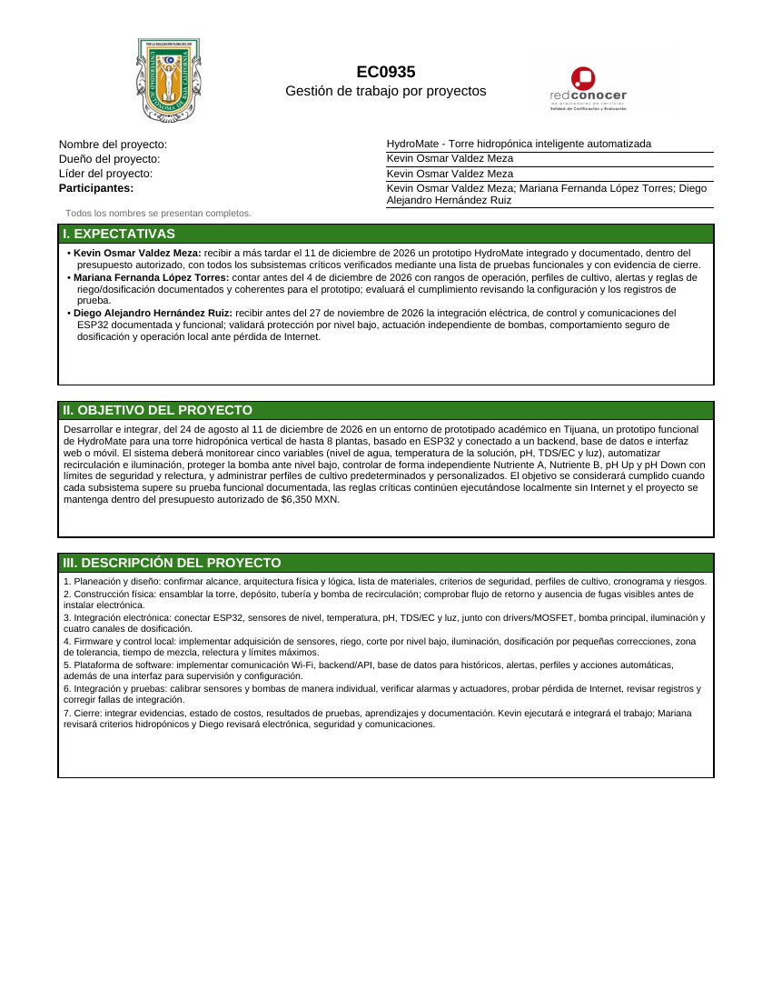 POR LA REALIZACIÓN PLENA DEL SER
UNIVERSIDAD AUTÓNOMA DE BAJA CALIFORNIA
EC0935
Gestión de trabajo por proyectos
redconocer
de prestadores de servicios
Entidad de Certificación y Evaluación
Nombre del proyecto:
HydroMate - Torre hidropónica inteligente automatizada
Dueño del proyecto:
Kevin Osmar Valdez Meza
Líder del proyecto:
Kevin Osmar Valdez Meza
Participantes:
Kevin Osmar Valdez Meza; Mariana Fernanda López Torres; Diego
Alejandro Hernández Ruiz
Todos los nombres se presentan completos.
I. EXPECTATIVAS
• Kevin Osmar Valdez Meza: recibir a más tardar el 11 de diciembre de 2026 un prototipo HydroMate integrado y documentado, dentro del
presupuesto autorizado, con todos los subsistemas críticos verificados mediante una lista de pruebas funcionales y con evidencia de cierre.
• Mariana Fernanda López Torres: contar antes del 4 de diciembre de 2026 con rangos de operación, perfiles de cultivo, alertas y reglas de
riego/dosificación documentados y coherentes para el prototipo; evaluará el cumplimiento revisando la configuración y los registros de
prueba.
• Diego Alejandro Hernández Ruiz: recibir antes del 27 de noviembre de 2026 la integración eléctrica, de control y comunicaciones del
ESP32 documentada y funcional; validará protección por nivel bajo, actuación independiente de bombas, comportamiento seguro de
dosificación y operación local ante pérdida de Internet.
II. OBJETIVO DEL PROYECTO
Desarrollar e integrar, del 24 de agosto al 11 de diciembre de 2026 en un entorno de prototipado académico en Tijuana, un prototipo funcional
de HydroMate para una torre hidropónica vertical de hasta 8 plantas, basado en ESP32 y conectado a un backend, base de datos e interfaz
web o móvil. El sistema deberá monitorear cinco variables (nivel de agua, temperatura de la solución, pH, TDS/EC y luz), automatizar
recirculación e iluminación, proteger la bomba ante nivel bajo, controlar de forma independiente Nutriente A, Nutriente B, pH Up y pH Down con
límites de seguridad y relectura, y administrar perfiles de cultivo predeterminados y personalizados. El objetivo se considerará cumplido cuando
cada subsistema supere su prueba funcional documentada, las reglas críticas continúen ejecutándose localmente sin Internet y el proyecto se
mantenga dentro del presupuesto autorizado de $6,350 MXN.
III. DESCRIPCIÓN DEL PROYECTO
1. Planeación y diseño: confirmar alcance, arquitectura física y lógica, lista de materiales, criterios de seguridad, perfiles de cultivo, cronograma y riesgos.
2. Construcción física: ensamblar la torre, depósito, tubería y bomba de recirculación; comprobar flujo de retorno y ausencia de fugas visibles antes de
instalar electrónica.
3. Integración electrónica: conectar ESP32, sensores de nivel, temperatura, pH, TDS/EC y luz, junto con drivers/MOSFET, bomba principal, iluminación y
cuatro canales de dosificación.
4. Firmware y control local: implementar adquisición de sensores, riego, corte por nivel bajo, iluminación, dosificación por pequeñas correcciones, zona
de tolerancia, tiempo de mezcla, relectura y límites máximos.
5. Plataforma de software: implementar comunicación Wi-Fi, backend/API, base de datos para históricos, alertas, perfiles y acciones automáticas,
además de una interfaz para supervisión y configuración.
6. Integración y pruebas: calibrar sensores y bombas de manera individual, verificar alarmas y actuadores, probar pérdida de Internet, revisar registros y
corregir fallas de integración.
7. Cierre: integrar evidencias, estado de costos, resultados de pruebas, aprendizajes y documentación. Kevin ejecutará e integrará el trabajo; Mariana
revisará criterios hidropónicos y Diego revisará electrónica, seguridad y comunicaciones.